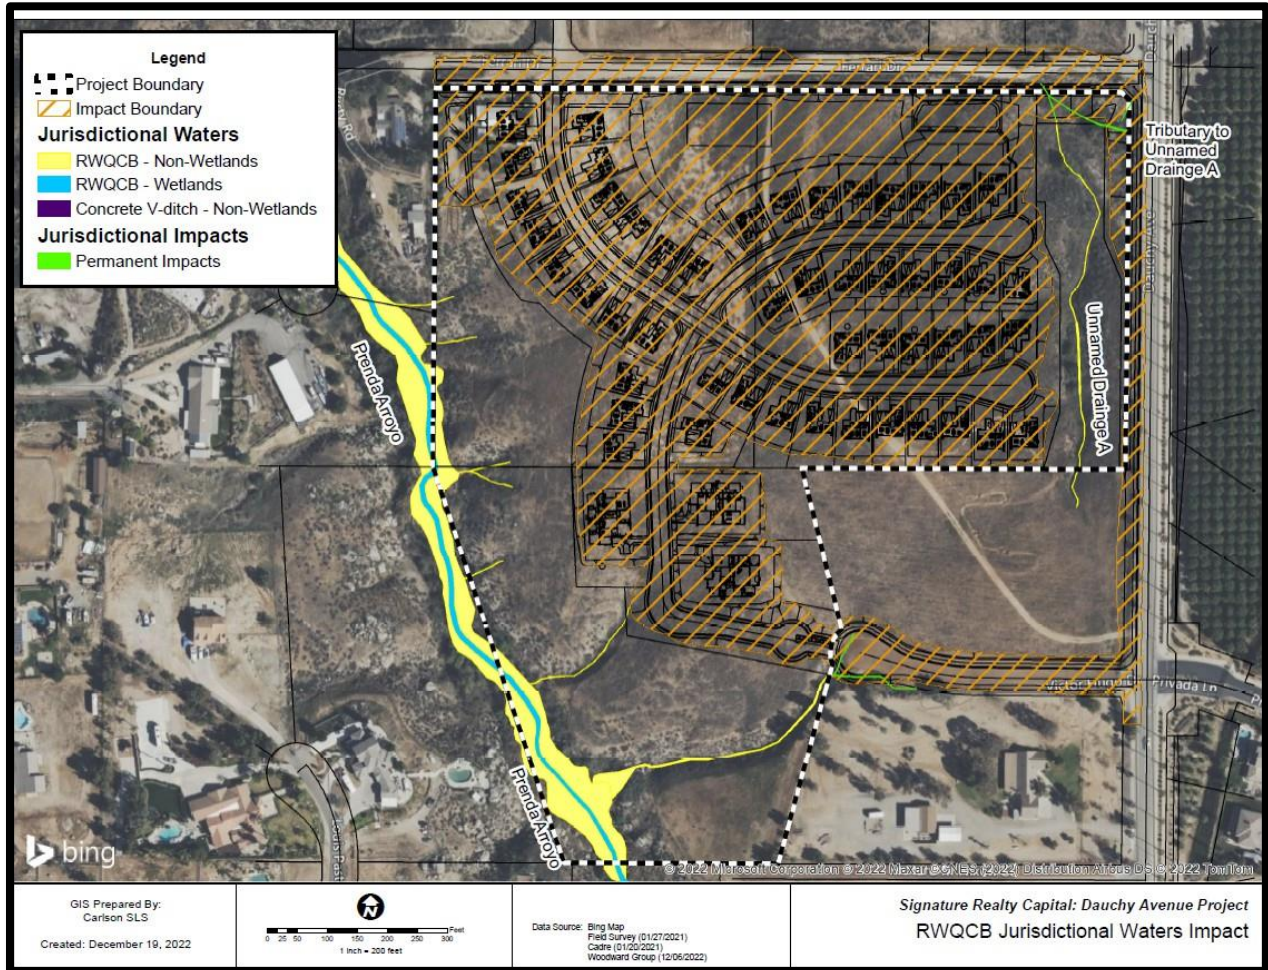 Legend
Project Boundary
Impact Boundary
Jurisdictional Waters
RWQCB - Non-Wetlands
RWQCB - Wetlands
Concrete V-ditch - Non-Wetlands
Jurisdictional Impacts
Permanent Impacts
Ferrari Dr
Dauchy
Tributary to
Unnamed
Drainge A
Dauchy Ave
Unnamed Drainge A
Prenda Arroyo
Prenda Arroyo
Privada Ln
bing
© 2022 Microsoft Corporation © 2022 Maxar ©CNES (2022) Distribution Airbus DS © 2022 TomTom
GIS Prepared By:
Carlson SLS
Created: December 19, 2022
N
0 25 50 100 150 200 250 300
Feet
1 inch = 200 feet
Data Source: Bing Map
Field Survey (01/27/2021)
Cadre (01/20/2021)
Woodward Group (12/06/2022)
Signature Realty Capital: Dauchy Avenue Project
RWQCB Jurisdictional Waters Impact